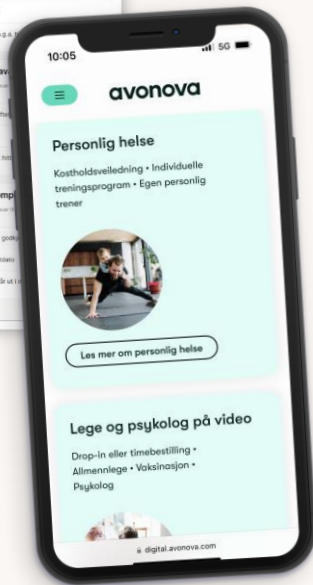 10:05
5G
avonova
Personlig helse
Kostholdsveiledning • Individuelle
treningsprogram • Egen personlig
trener
Les mer om personlig helse
Lege og psykolog på video
Drop-in eller timebestilling •
Allmennlege • Vaksinasjon •
Psykolog
digital.avonova.com